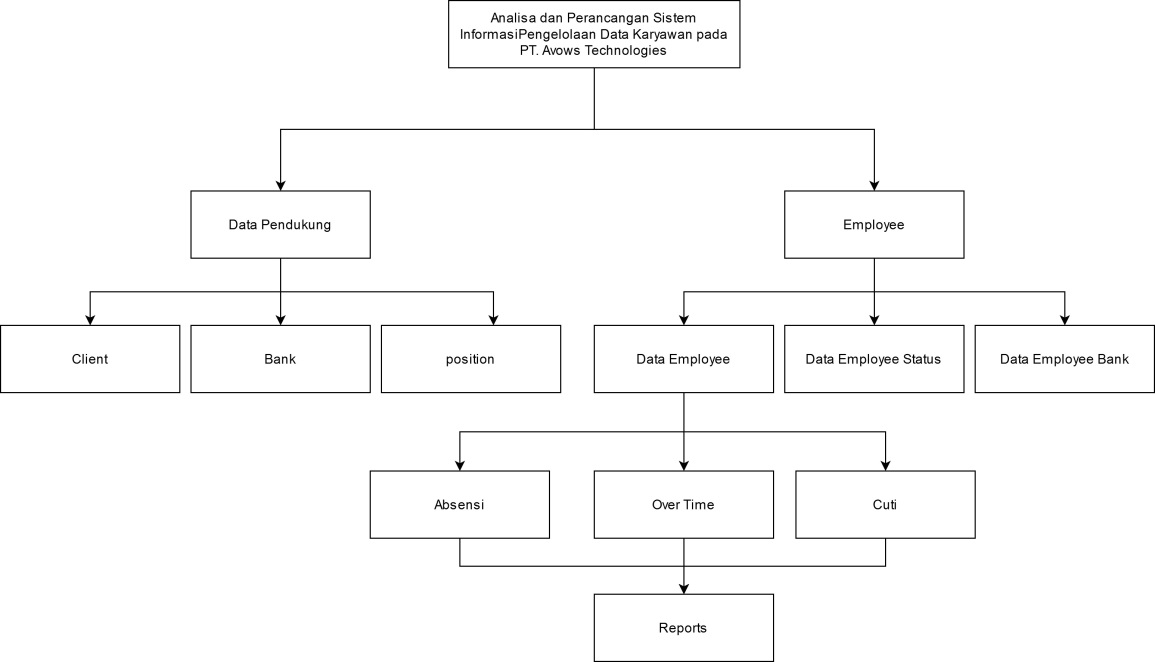 Analisa dan Perancangan Sistem
InformasiPengelolaan Data Karyawan pada
PT. Avows Technologies
Data Pendukung
Employee
Client
Bank
position
Data Employee
Data Employee Status
Data Employee Bank
Absensi
Over Time
Cuti
Reports